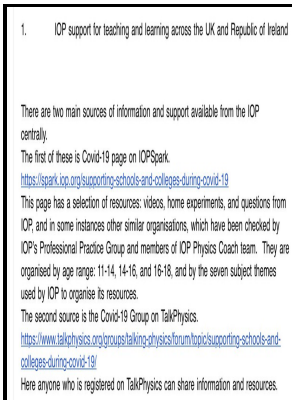 1. IOP support for teaching and learning across the UK and Republic of Ireland
There are two main sources of information and support available from the IOP
centrally.
The first of these is Covid-19 page on IOPSpark.
https://spark.iop.org/supporting-schools-and-colleges-during-covid-19
This page has a selection of resources: videos, home experiments, and questions from
IOP, and in some instances other similar organisations, which have been checked by
IOP's Professional Practice Group and members of IOP Physics Coach team. They are
organised by age range: 11-14, 14-16, and 16-18, and by the seven subject themes
used by IOP to organise its resources.
The second source is the Covid-19 Group on TalkPhysics.
https://www.talkphysics.org/groups/talking-physics/forum/topic/supporting-schools-and-
colleges-during-covid-19/
Here anyone who is registered on TalkPhysics can share information and resources.